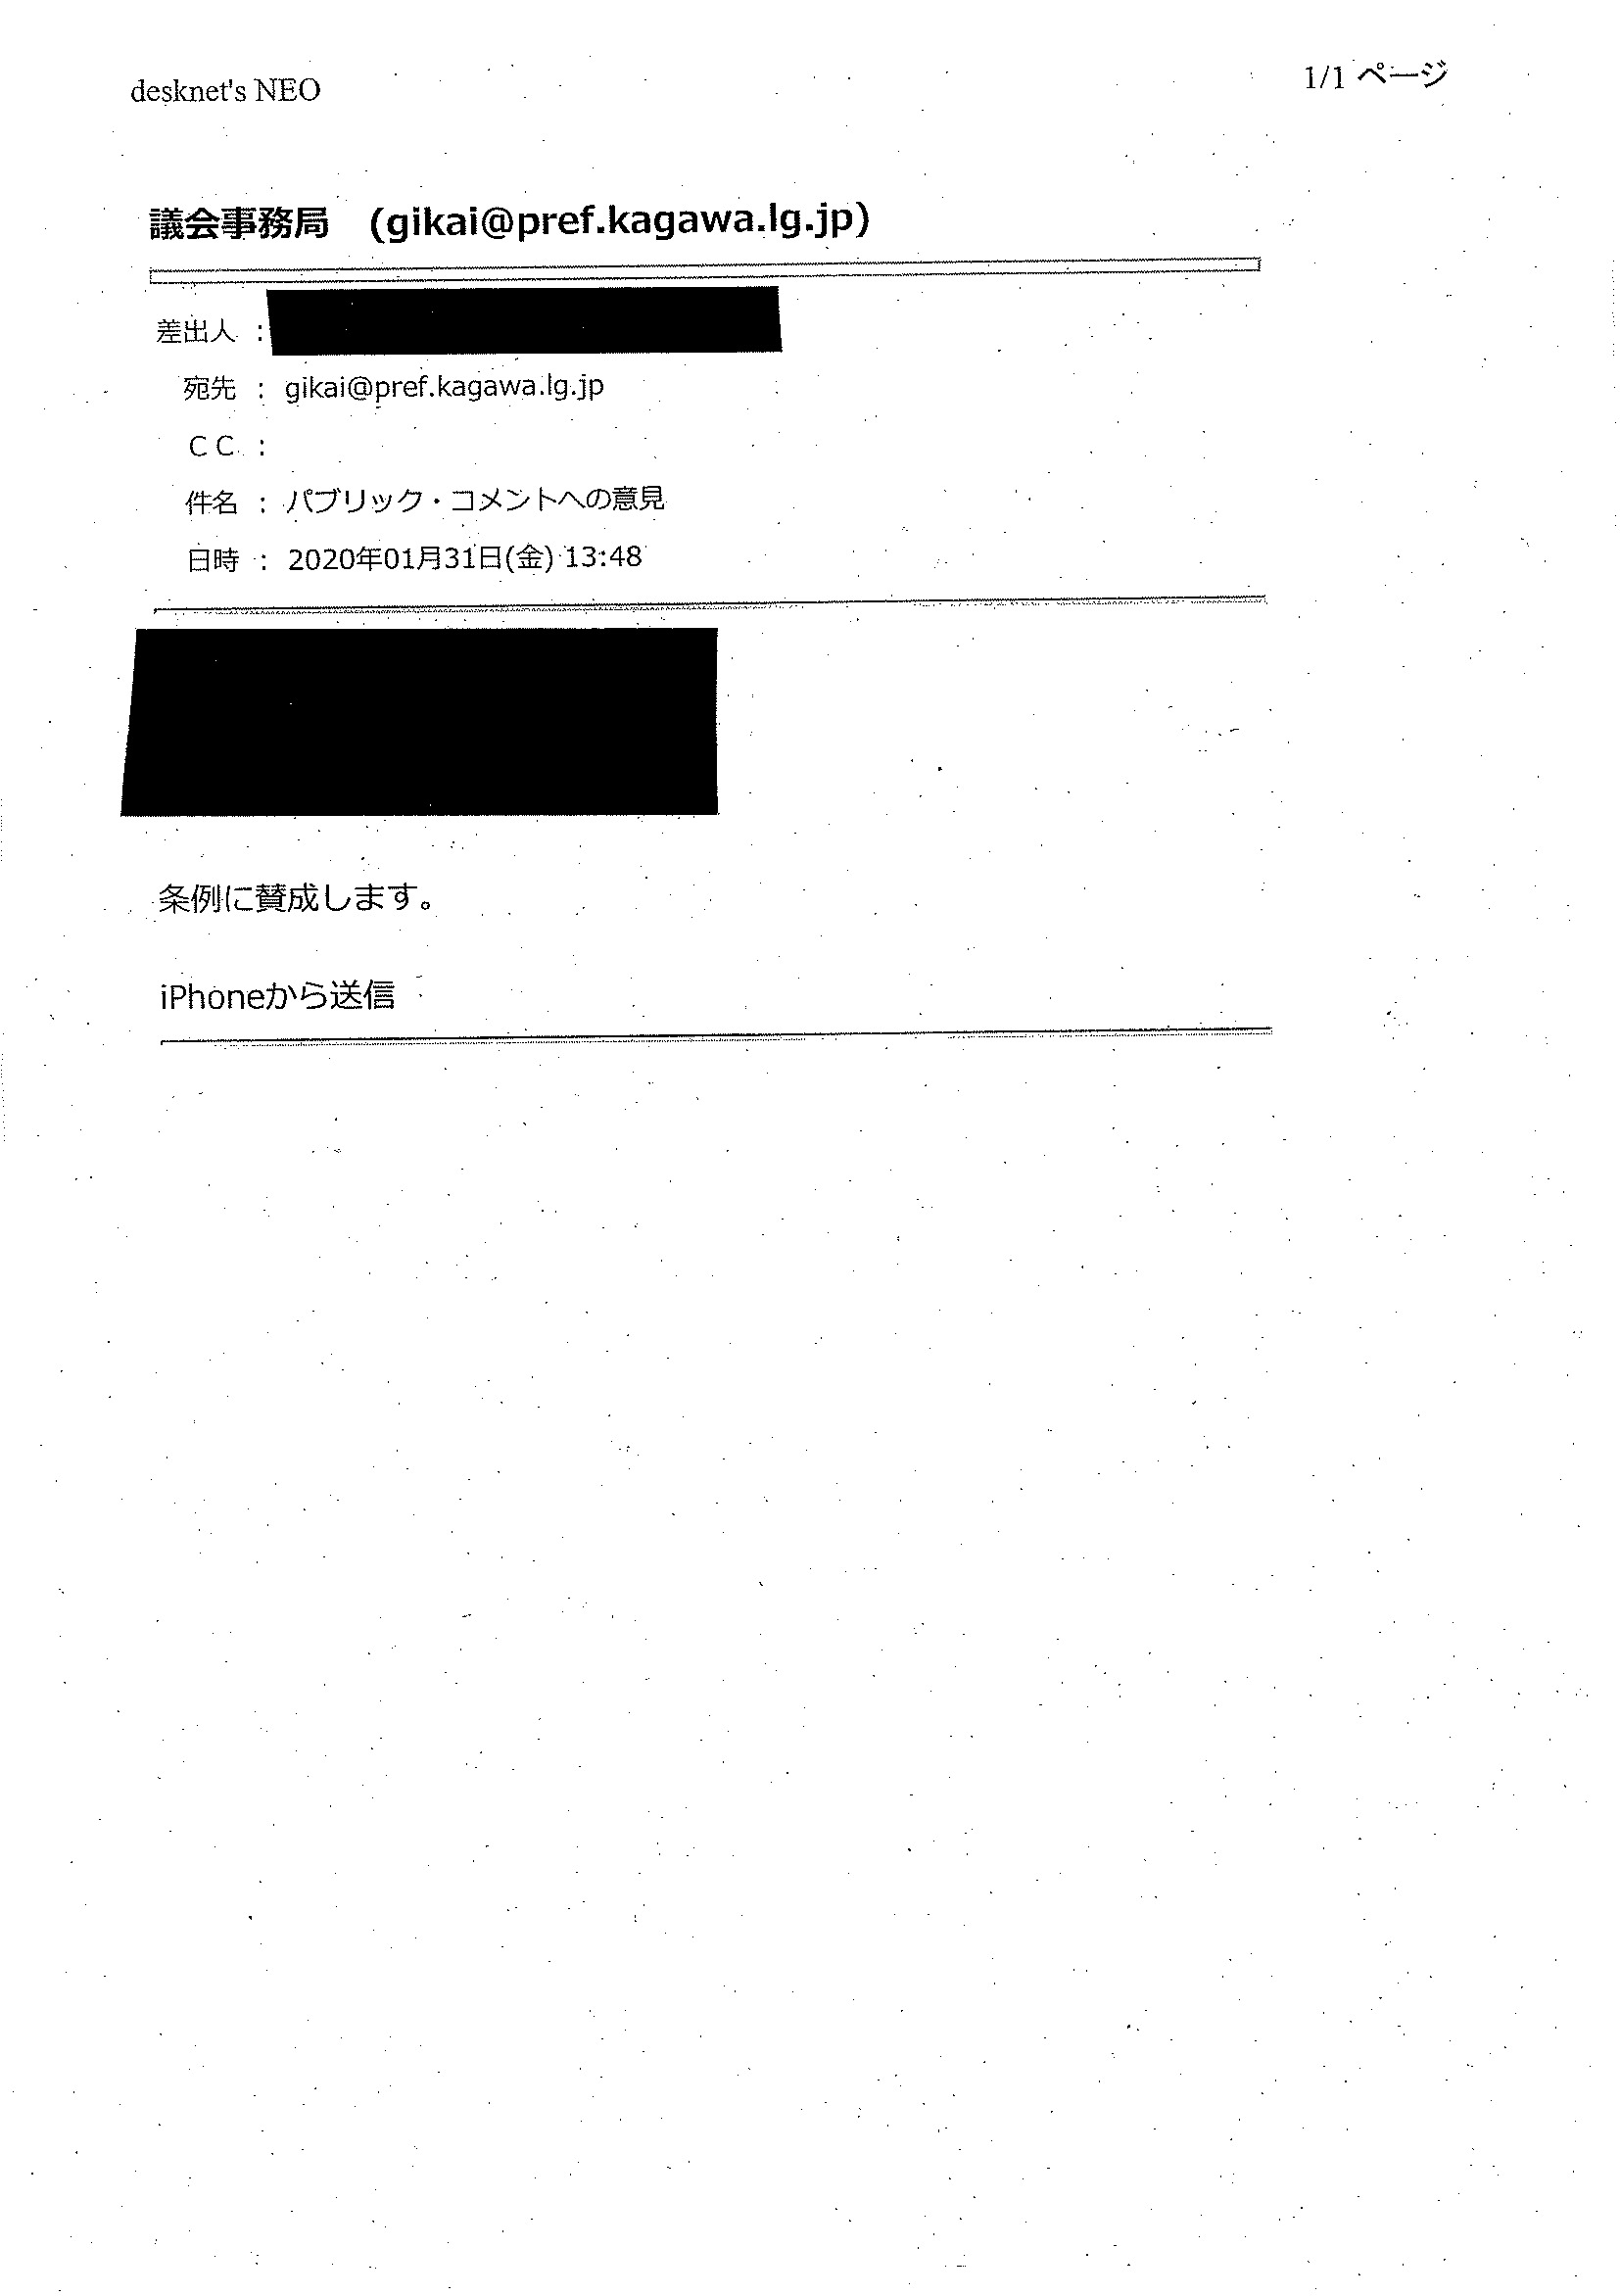 desknet's NEO
1/1 ページ
議会事務局　(gikai@pref.kagawa.lg.jp)
差出人 :
宛先 : gikai@pref.kagawa.lg.jp
ＣＣ :
件名 : パブリック・コメントへの意見
日時 : 2020年01月31日(金) 13:48
条例に賛成します。
iPhoneから送信